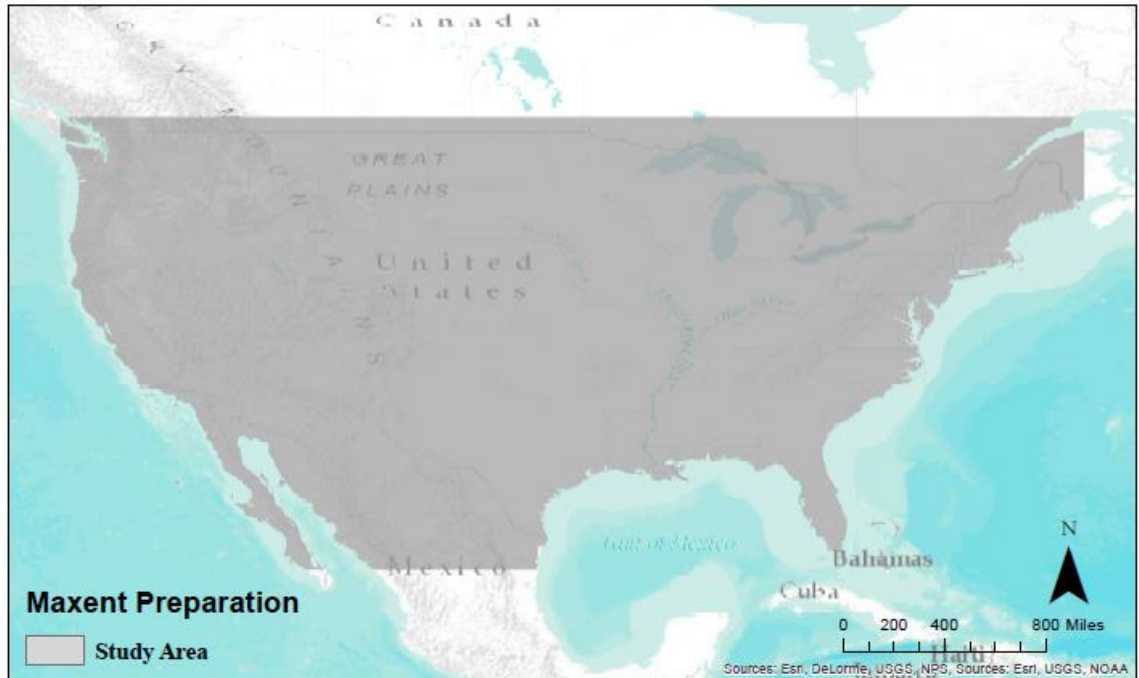 Canada
GREAT
PLAINS
United
States
Gulf of Mexico
Mexico
Bahamas
Cuba
Haiti
N
Maxent Preparation
Study Area
0 200 400 800 Miles
Sources: Esri, DeLorme, USGS, NPS, Sources: Esri, USGS, NOAA